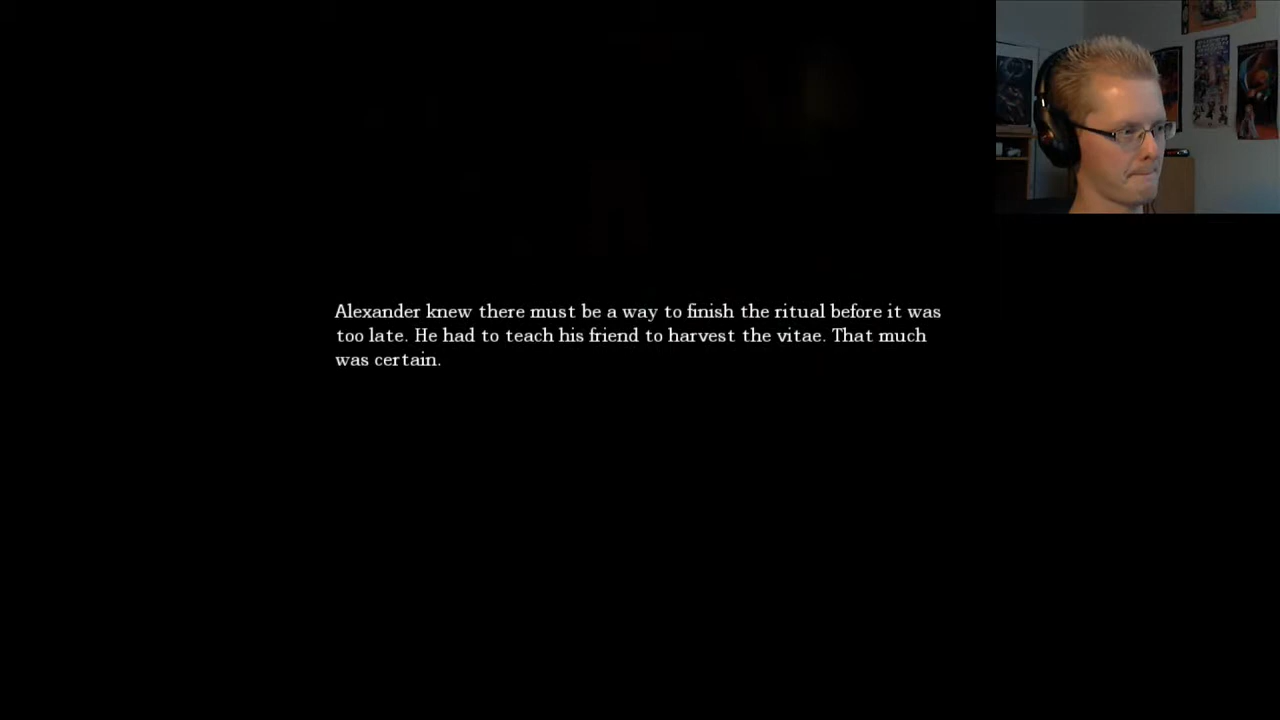 Alexander knew there must be a way to finish the ritual before it was
too late. He had to teach his friend to harvest the vitae. That much
was certain.